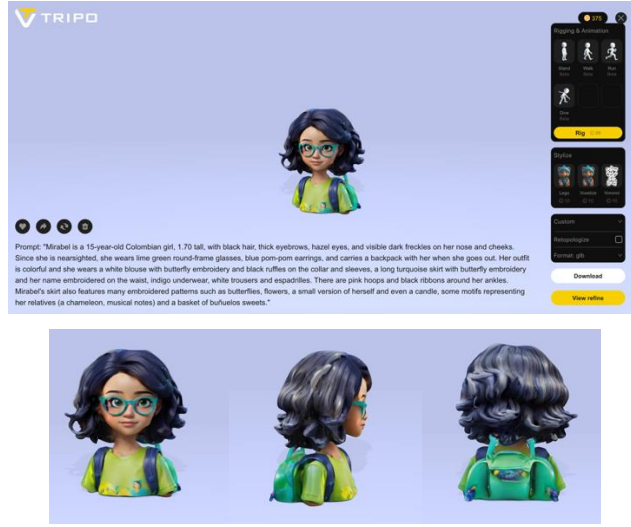 TRIPO
375
Rigging & Animation
Stand Walk Run
Dive
Rig
Stylize
Lego Voxelize Voronoi
Custom
Retopologize
Format: glb
Download
View refine
Prompt: "Mirabel is a 15-year-old Colombian girl, 1.70 tall, with black hair, thick eyebrows, hazel eyes, and visible dark freckles on her nose and cheeks.
Since she is nearsighted, she wears lime green round-frame glasses, blue pom-pom earrings, and carries a backpack with her when she goes out. Her outfit
is colorful and she wears a white blouse with butterfly embroidery and black ruffles on the collar and sleeves, a long turquoise skirt with butterfly embroidery
and her name embroidered on the waist, indigo underwear, white trousers and espadrilles. There are pink hoops and black ribbons around her ankles.
Mirabel's skirt also features many embroidered patterns such as butterflies, flowers, a small version of herself and even a candle, some motifs representing
her relatives (a chameleon, musical notes) and a basket of buñuelos sweets."